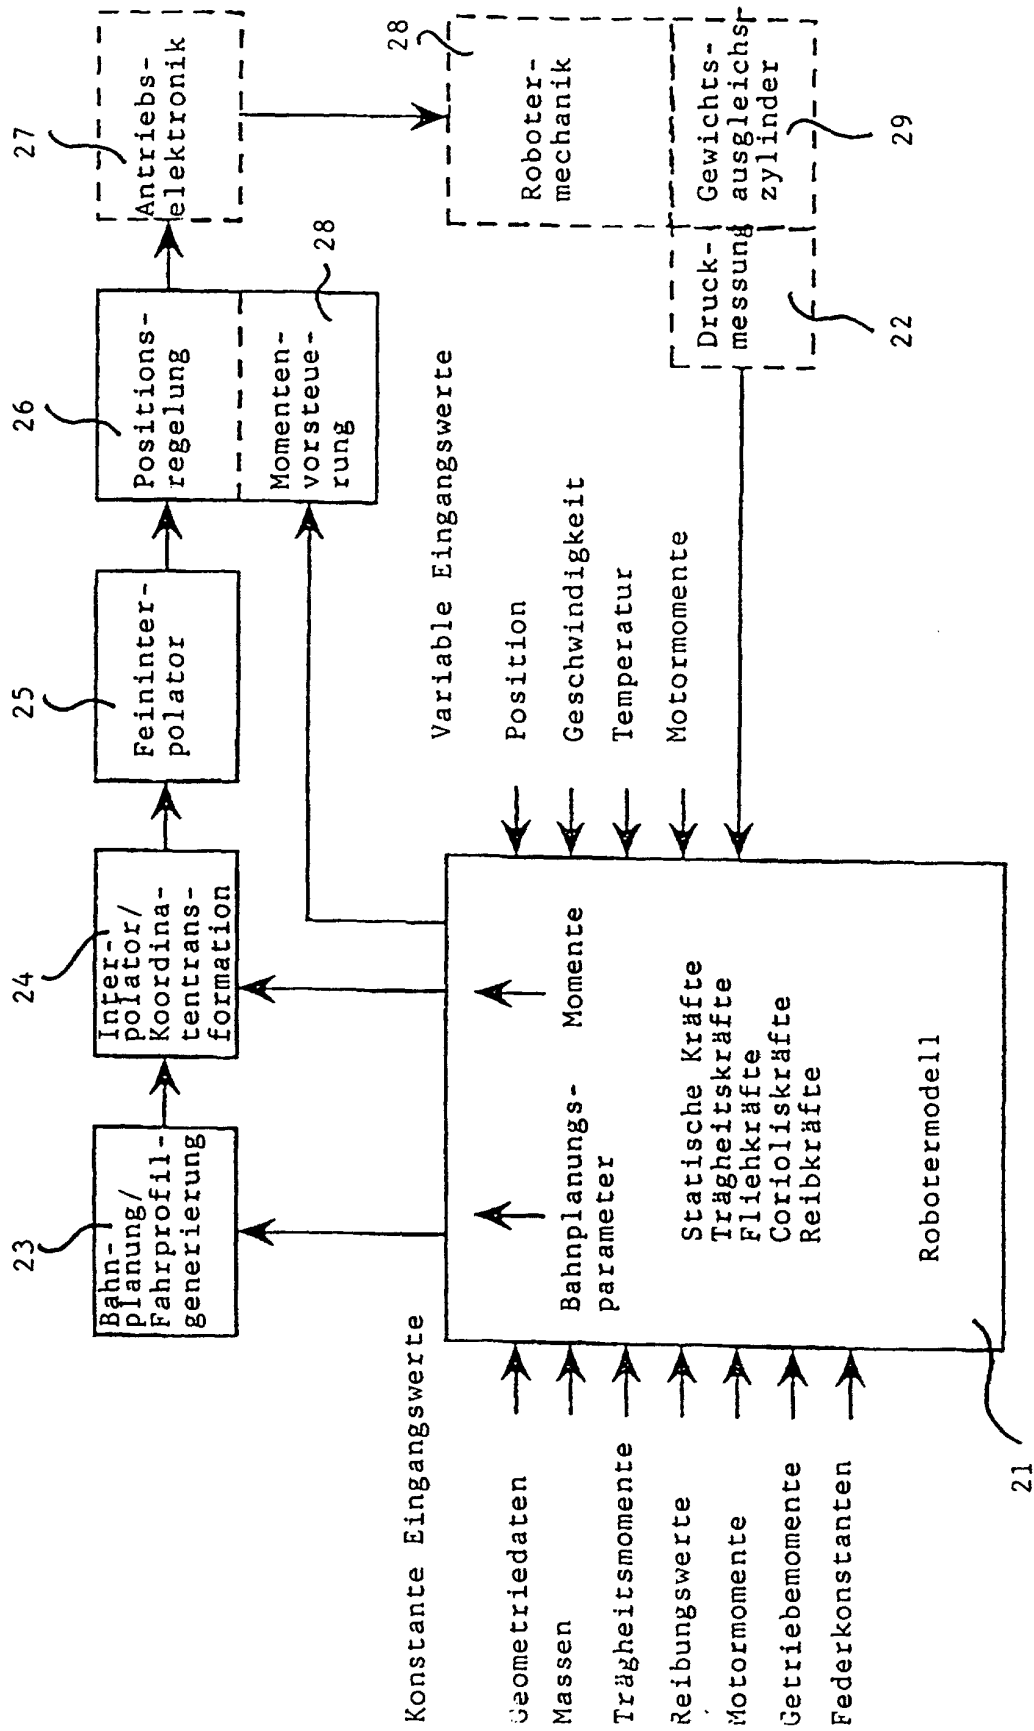 23
24
25
26
27
Bahn-
planung/
Fahrprofil-
generierung
Inter-
polator/
Koordina-
tentrans-
formation
Feininter-
polator
Positions-
regelung
Antriebs-
elektronik
Momenten-
vorsteue-
rung
28
28
Roboter-
mechanik
Druck-
messung
Gewichts-
ausgleichs-
zylinder
22
29
Konstante Eingangswerte
Geometriedaten
Massen
Trägheitsmomente
Reibungswerte
Motormomente
Getriebemomente
Federkonstanten
Bahnplanungs-
parameter
Momente
Statische Kräfte
Trägheitskräfte
Fliehkräfte
Corioliskräfte
Reibkräfte
Robotermodell
21
Variable Eingangswerte
Position
Geschwindigkeit
Temperatur
Motormomente